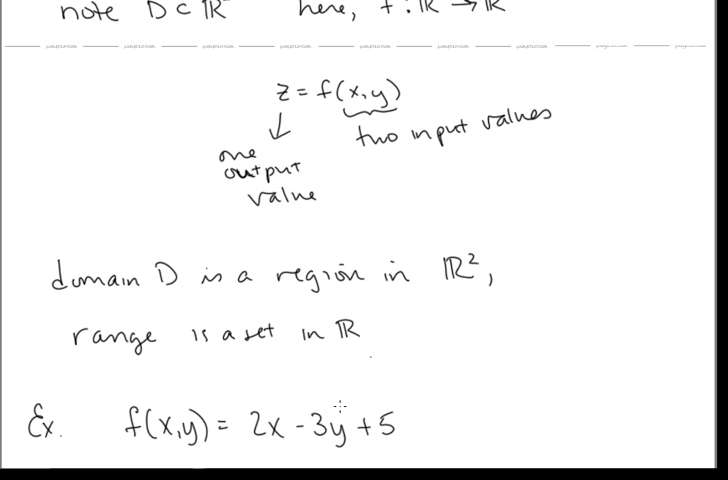 note D ⊂ ℝ² here, f : ℝ² → ℝ
z = f(x,y)
two input values
one
output
value
domain D is a region in ℝ²,
range is a set in ℝ
Ex. f(x,y) = 2x - 3y + 5